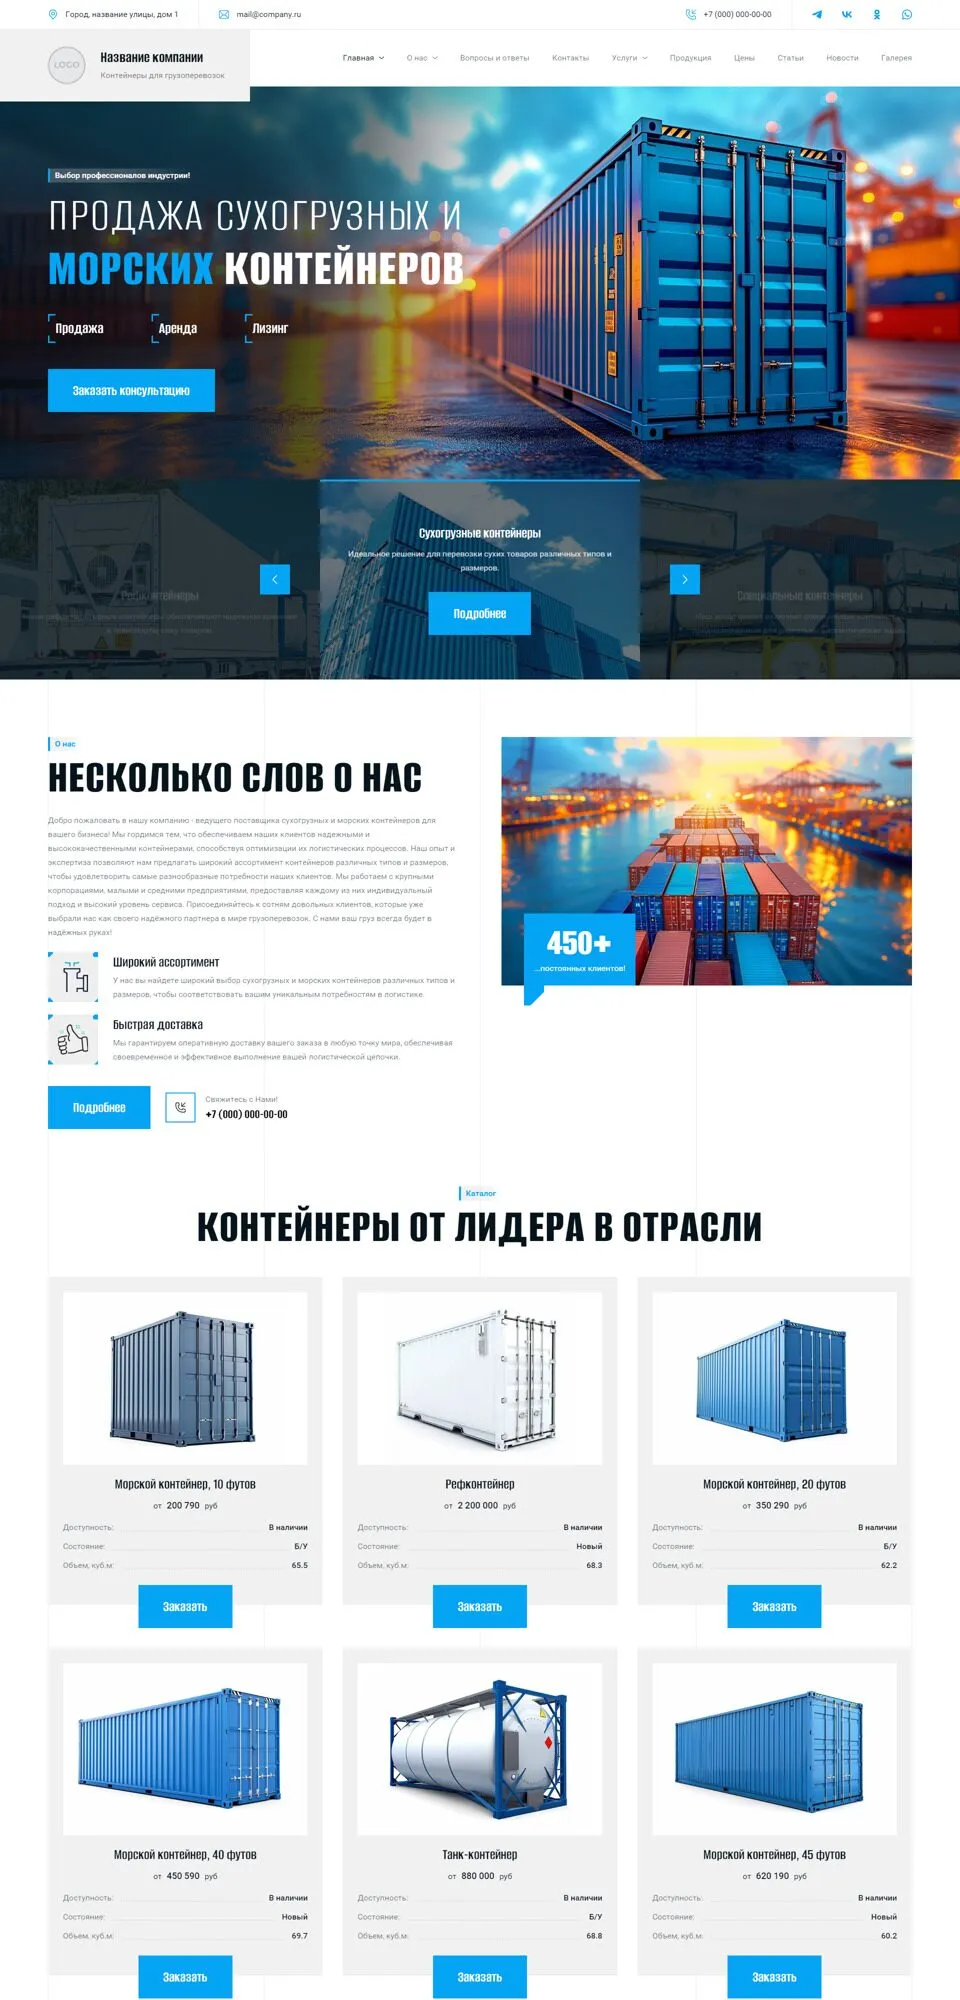 Город, название улицы, дом 1
mail@company.ru
+7 (000) 000-00-00
LOGO
Название компании
Контейнеры для грузоперевозок
Главная
О нас
Вопросы и ответы
Контакты
Услуги
Продукция
Цены
Статьи
Новости
Галерея
Выбор профессионалов индустрии!
ПРОДАЖА СУХОГРУЗНЫХ И
МОРСКИХ КОНТЕЙНЕРОВ
Продажа
Аренда
Лизинг
Заказать консультацию
Рефконтейнеры
Сухогрузные контейнеры
Идеальное решение для перевозки сухих товаров различных типов и
размеров.
Подробнее
Специальные контейнеры
О нас
НЕСКОЛЬКО СЛОВ О НАС
Добро пожаловать в нашу компанию - ведущего поставщика сухогрузных и морских контейнеров для
вашего бизнеса! Мы гордимся тем, что обеспечиваем наших клиентов надежными и
высококачественными контейнерами, способствуя оптимизации их логистических процессов. Наш опыт и
экспертиза позволяют нам предлагать широкий ассортимент контейнеров различных типов и размеров,
чтобы удовлетворить самые разнообразные потребности наших клиентов. Мы работаем с крупными
корпорациями, малыми и средними предприятиями, предоставляя каждому из них индивидуальный
подход и высокий уровень сервиса. Присоединяйтесь к сотням довольных клиентов, которые уже
выбрали нас как своего надёжного партнера в мире грузоперевозок. С нами ваш груз всегда будет в
надёжных руках!
Широкий ассортимент
У нас вы найдете широкий выбор сухогрузных и морских контейнеров различных типов и
размеров, чтобы соответствовать вашим уникальным потребностям в логистике.
Быстрая доставка
Мы гарантируем оперативную доставку вашего заказа в любую точку мира, обеспечивая
своевременное и эффективное выполнение вашей логистической цепочки.
Подробнее
Свяжитесь с Нами!
+7 (000) 000-00-00
450+
...постоянных клиентов!
Каталог
КОНТЕЙНЕРЫ ОТ ЛИДЕРА В ОТРАСЛИ
Морской контейнер, 10 футов
от 200 790 руб
Доступность: В наличии
Состояние: Б/У
Объем, куб.м: 65.5
Заказать
Рефконтейнер
от 2 200 000 руб
Доступность: В наличии
Состояние: Новый
Объем, куб.м: 68.3
Заказать
Морской контейнер, 20 футов
от 350 290 руб
Доступность: В наличии
Состояние: Б/У
Объем, куб.м: 62.2
Заказать
Морской контейнер, 40 футов
от 450 590 руб
Доступность: В наличии
Состояние: Новый
Объем, куб.м: 69.7
Заказать
Танк-контейнер
от 880 000 руб
Доступность: В наличии
Состояние: Б/У
Объем, куб.м: 68.8
Заказать
Морской контейнер, 45 футов
от 620 190 руб
Доступность: В наличии
Состояние: Новый
Объем, куб.м: 60.2
Заказать